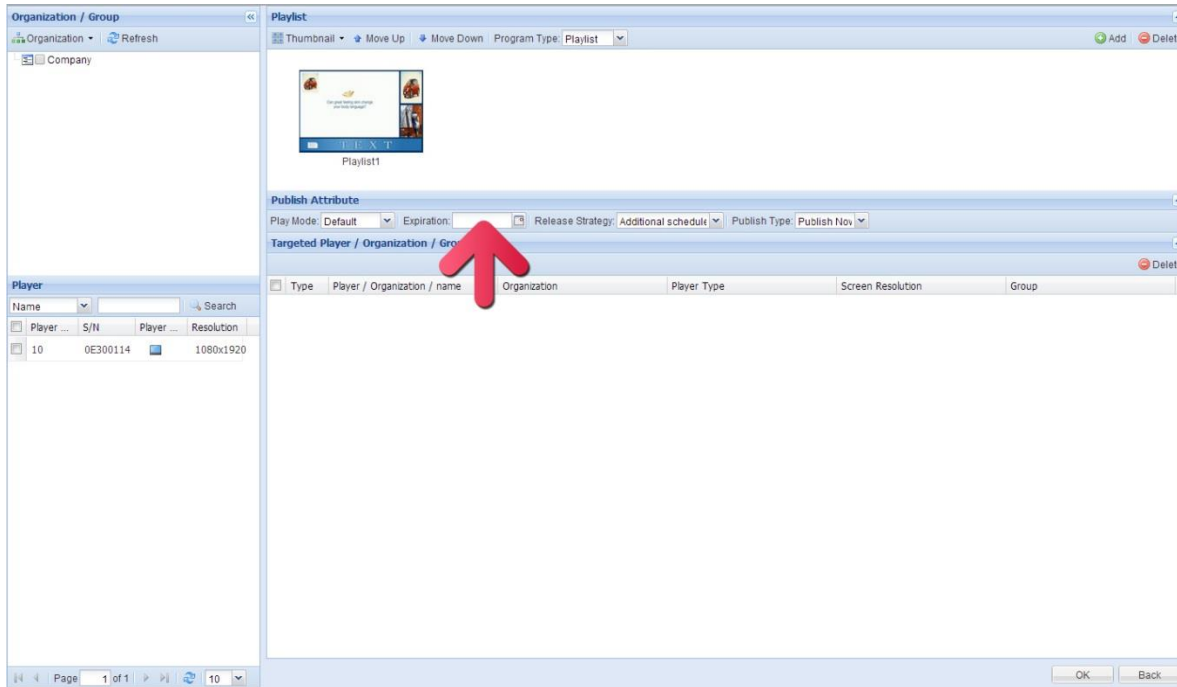 Organization / Group
Organization Refresh
Company
Player
Name Search
Player ... S/N Player ... Resolution
10 0E300114 1080x1920
Page 1 of 1 10
Playlist
Thumbnail Move Up Move Down Program Type: Playlist Add Delet
TEXT
Playlist1
Publish Attribute
Play Mode: Default Expiration: Release Strategy: Additional schedule Publish Type: Publish Nov
Targeted Player / Organization / Gro
Delet
Type Player / Organization / name Organization Player Type Screen Resolution Group
OK Back